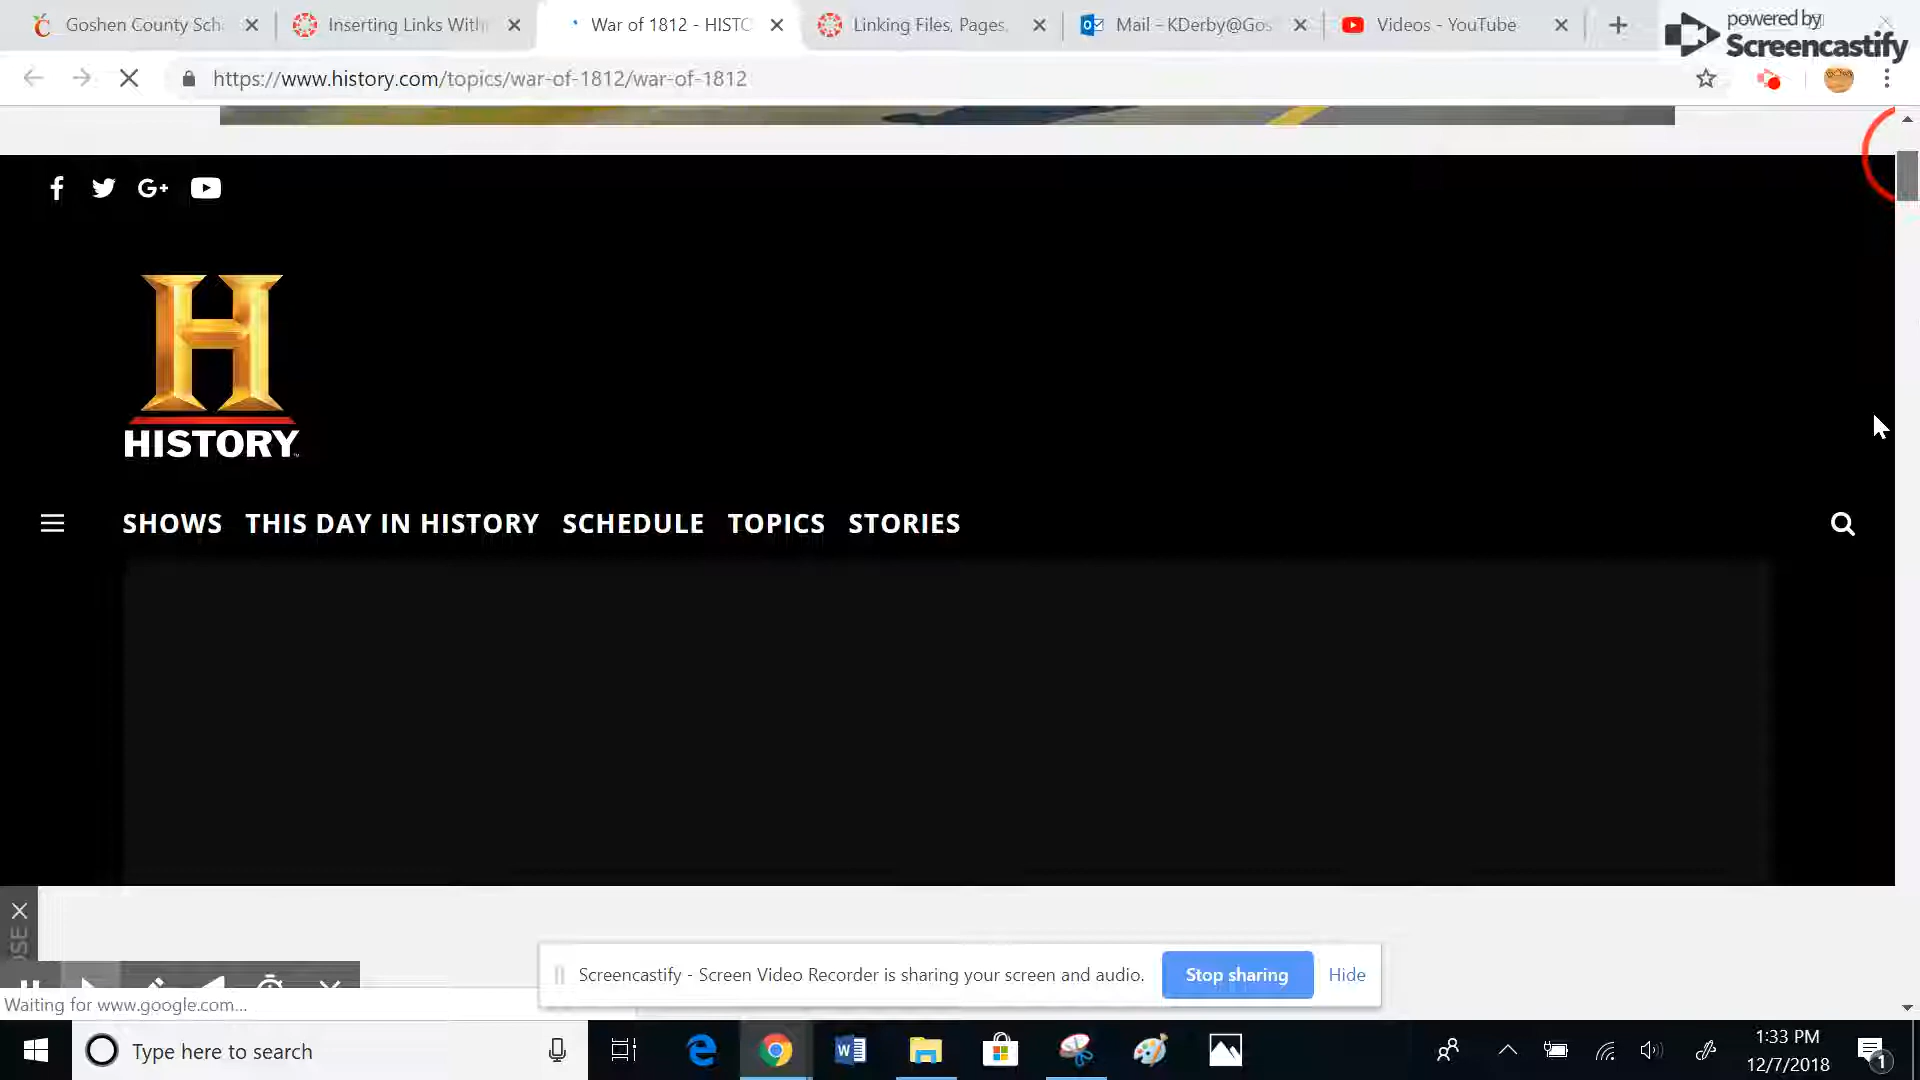 Goshen County Sch
Inserting Links With
War of 1812 - HISTO
Linking Files, Pages,
Mail - KDerby@Gos
Videos - YouTube
powered by
Screencastify
https://www.history.com/topics/war-of-1812/war-of-1812
G+
H
HISTORY
SHOWS THIS DAY IN HISTORY SCHEDULE TOPICS STORIES
Screencastify - Screen Video Recorder is sharing your screen and audio.
Stop sharing
Hide
Waiting for www.google.com...
Type here to search
1:33 PM
12/7/2018
1